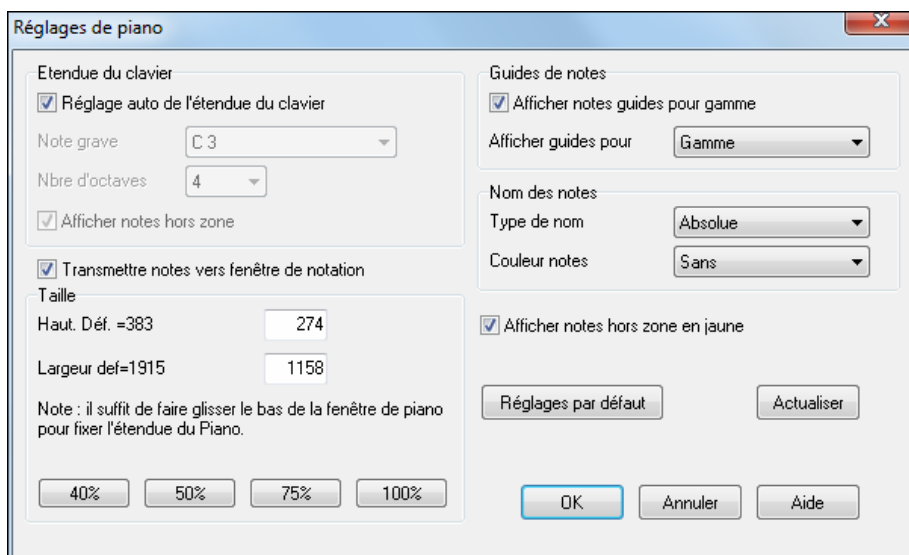 Réglages de piano
Etendue du clavier
Réglage auto de l'étendue du clavier
Note grave
C 3
Nbre d'octaves
4
Afficher notes hors zone
Transmettre notes vers fenêtre de notation
Taille
Haut. Déf. =383
274
Largeur def=1915
1158
Note : il suffit de faire glisser le bas de la fenêtre de piano
pour fixer l'étendue du Piano.
40%
50%
75%
100%
Guides de notes
Afficher notes guides pour gamme
Afficher guides pour
Gamme
Nom des notes
Type de nom
Absolue
Couleur notes
Sans
Afficher notes hors zone en jaune
Réglages par défaut
Actualiser
OK
Annuler
Aide